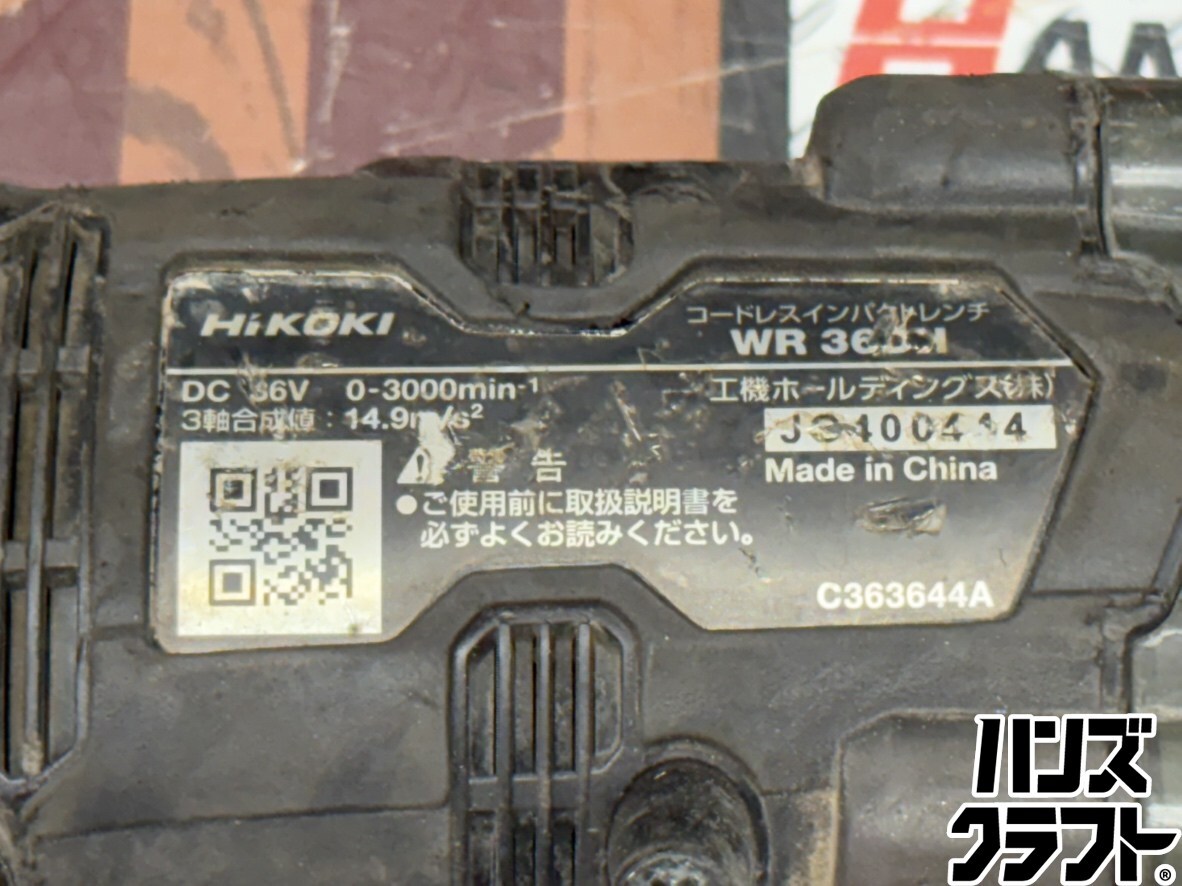 HiKOKI
コードレスインパクトレンチ
WR
DC 36V 0-3000min-1
工機ホールディングス(株)
3軸合成値：14.9m/s2
Made in China
警告
●ご使用前に取扱説明書を
必ずよくお読みください。
C363644A
ハンズ
クラフト®